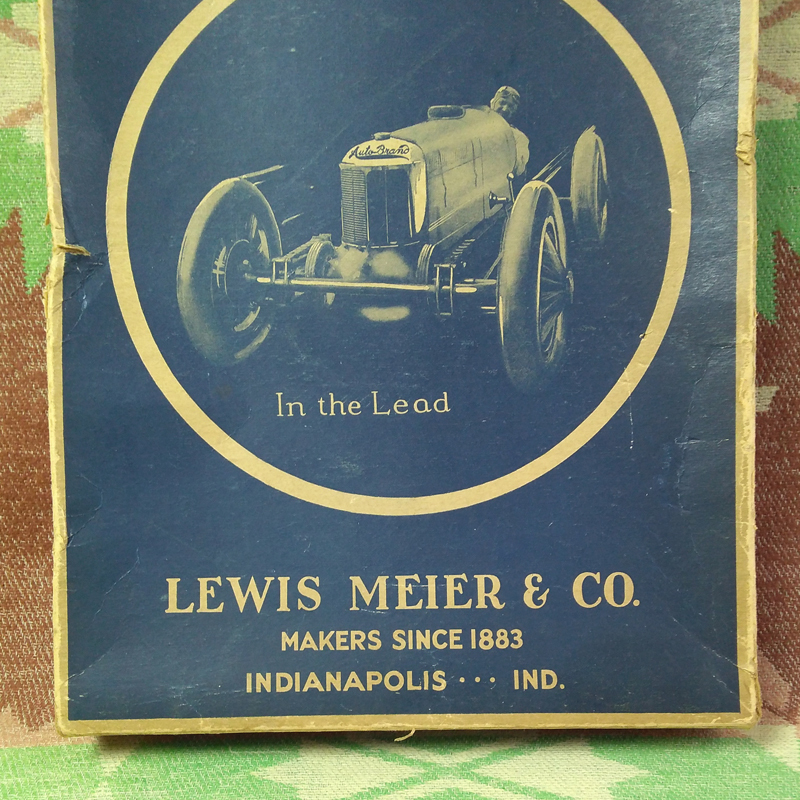 Auto-Brand
In the Lead
LEWIS MEIER & CO.
MAKERS SINCE 1883
INDIANAPOLIS ··· IND.